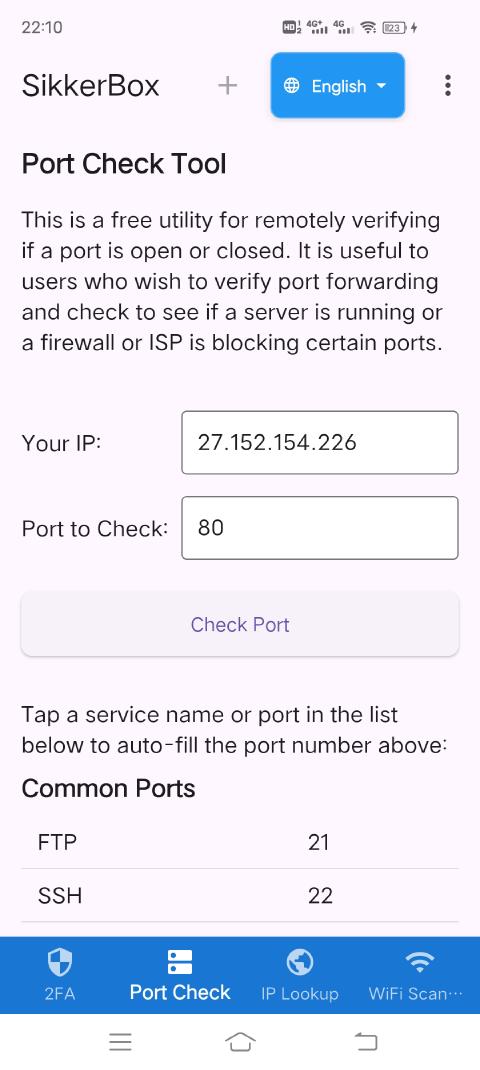 22:10
HD 1 2 4G+ 4G 23
SikkerBox
English
Port Check Tool
This is a free utility for remotely verifying
if a port is open or closed. It is useful to
users who wish to verify port forwarding
and check to see if a server is running or
a firewall or ISP is blocking certain ports.
Your IP: 27.152.154.226
Port to Check: 80
Check Port
Tap a service name or port in the list
below to auto-fill the port number above:
Common Ports
FTP 21
SSH 22
2FA Port Check IP Lookup WiFi Scan···